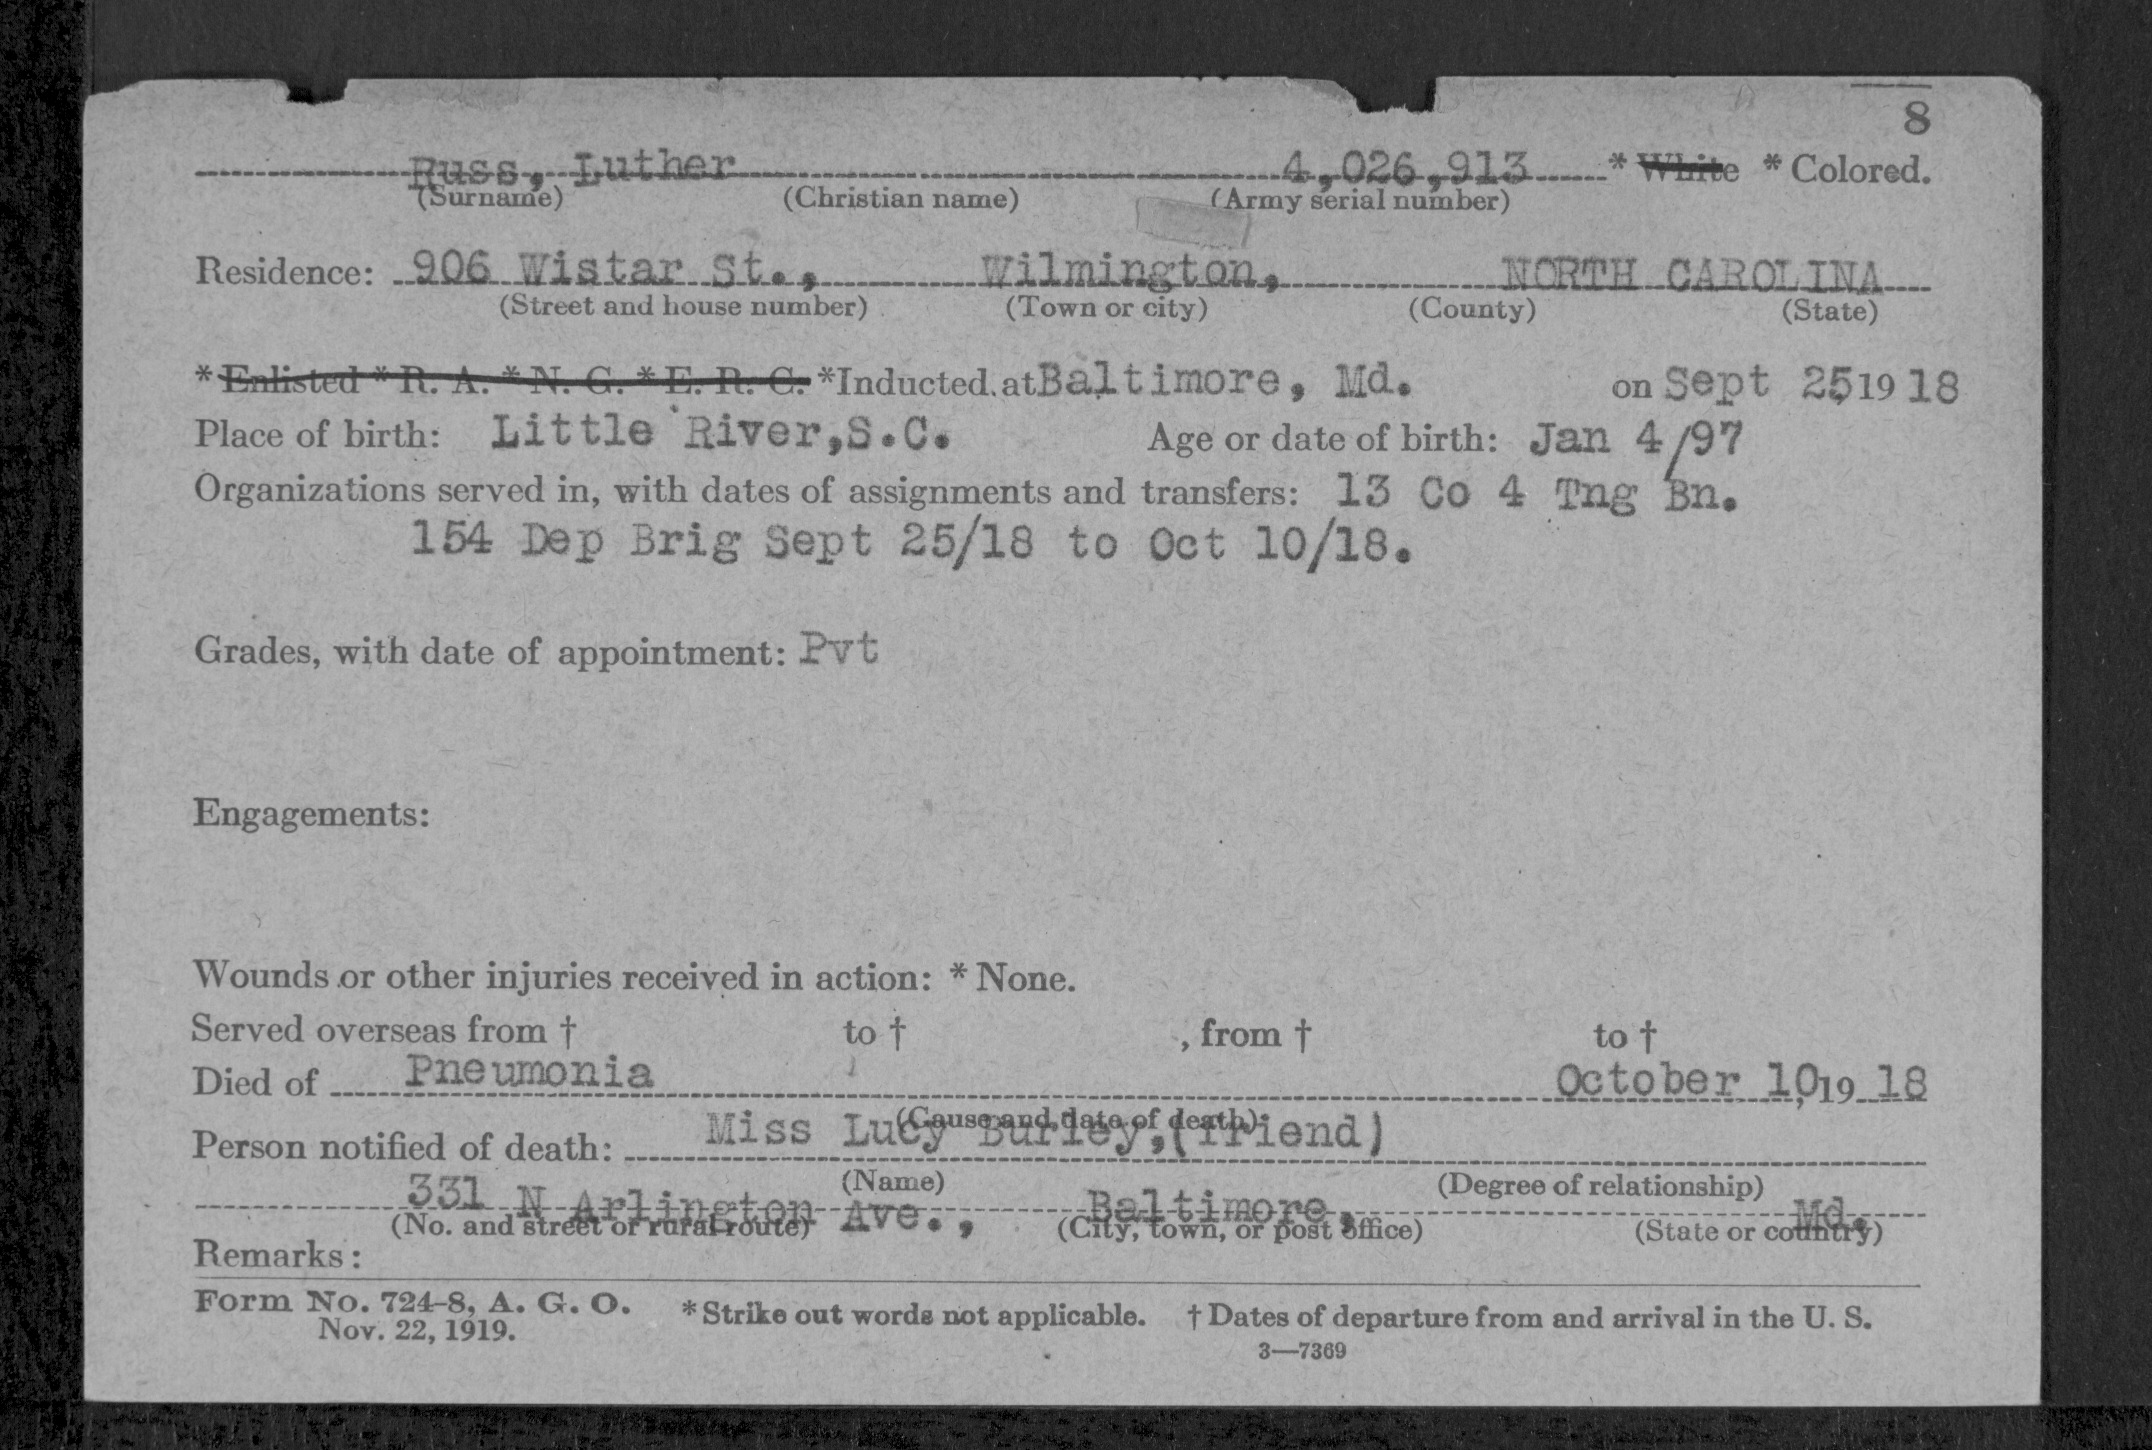 8
Russ, Luther 4,026,913 * White * Colored.
(Surname) (Christian name) (Army serial number)
Residence: 906 Wistar St., Wilmington, NORTH CAROLINA
(Street and house number) (Town or city) (County) (State)
* Enlisted * R. A. * N. G. * E. R. C. *Inducted at Baltimore, Md. on Sept 25, 1918
Place of birth: Little River,S.C. Age or date of birth: Jan 4/97
Organizations served in, with dates of assignments and transfers: 13 Co 4 Tng Bn.
154 Dep Brig Sept 25/18 to Oct 10/18.
Grades, with date of appointment: Pvt
Engagements:
Wounds or other injuries received in action: * None.
Served overseas from † to † , from † to †
Died of Pneumonia October 10, 19 18
(Cause and date of death)
Person notified of death: Miss Lucy Burley,(friend)
(Name) (Degree of relationship)
331 N Arlington Ave., Baltimore, Md.
(No. and street or rural route) (City, town, or post office) (State or country)
Remarks:
Form No. 724-8, A. G. O. *Strike out words not applicable. † Dates of departure from and arrival in the U. S.
Nov. 22, 1919.
3—7369